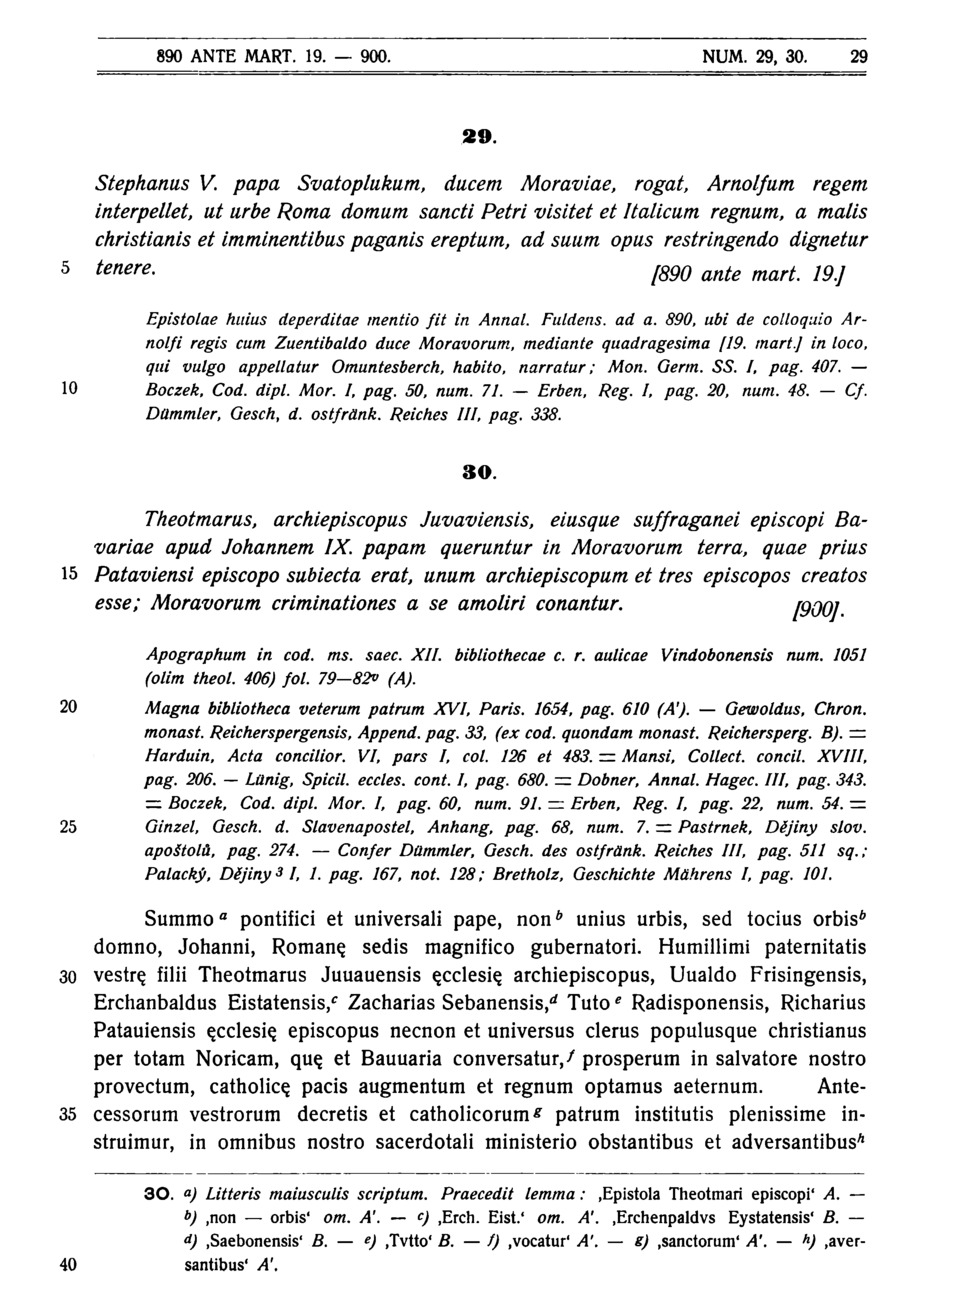 890 ANTE MART. 19. — 900. NUM. 29, 30. 29
29.
Stephanus V. papa Svatoplukum, ducem Moraviae, rogat, Arnolfum regem
interpellet, ut urbe Roma domum sancti Petri visitet et Italicum regnum, a malis
christianis et imminentibus paganis ereptum, ad suum opus restringendo dignetur
5 tenere. [890 ante mart. 19.]
Epistolae huius deperditae mentio fit in Annal. Fuldens. ad a. 890, ubi de colloquio Ar-
nolfi regis cum Zuentibaldo duce Moravorum, mediante quadragesima [19. mart.] in loco,
qui vulgo appellatur Omuntesberch, habito, narratur; Mon. Germ. SS. I, pag. 407. —
10 Boczek, Cod. dipl. Mor. I, pag. 50, num. 71. — Erben, Reg. I, pag. 20, num. 48. — Cf.
Dümmler, Gesch, d. ostfränk. Reiches III, pag. 338.
30.
Theotmarus, archiepiscopus Juvaviensis, eiusque suffraganei episcopi Ba-
variae apud Johannem IX. papam queruntur in Moravorum terra, quae prius
15 Pataviensi episcopo subiecta erat, unum archiepiscopum et tres episcopos creatos
esse; Moravorum criminationes a se amoliri conantur. [900].
Apographum in cod. ms. saec. XII. bibliothecae c. r. aulicae Vindobonensis num. 1051
(olim theol. 406) fol. 79—82v (A).
20 Magna bibliotheca veterum patrum XVI, Paris. 1654, pag. 610 (A'). — Gewoldus, Chron.
monast. Reicherspergensis, Append. pag. 33, (ex cod. quondam monast. Reichersperg. B). =
Harduin, Acta concilior. VI, pars I, col. 126 et 483. = Mansi, Collect. concil. XVIII,
pag. 206. — Lünig, Spicil. eccles. cont. I, pag. 680. = Dobner, Annal. Hagec. III, pag. 343.
= Boczek, Cod. dipl. Mor. I, pag. 60, num. 91. = Erben, Reg. I, pag. 22, num. 54. =
25 Ginzel, Gesch. d. Slavenapostel, Anhang, pag. 68, num. 7. = Pastrnek, Dějiny slov.
apoštolů, pag. 274. — Confer Dümmler, Gesch. des ostfränk. Reiches III, pag. 511 sq.;
Palacký, Dějiny³ I, 1. pag. 167, not. 128; Bretholz, Geschichte Mährens I, pag. 101.
Summo a pontifici et universali pape, non b unius urbis, sed tocius orbis b
domno, Johanni, Romanę sedis magnifico gubernatori. Humillimi paternitatis
30 vestrę filii Theotmarus Juuauensis ęcclesię archiepiscopus, Uualdo Frisingensis,
Erchanbaldus Eistatensis, c Zacharias Sebanensis, d Tuto e Radisponensis, Richarius
Patauiensis ęcclesię episcopus necnon et universus clerus populusque christianus
per totam Noricam, quę et Bauuaria conversatur, f prosperum in salvatore nostro
provectum, catholicę pacis augmentum et regnum optamus aeternum. Ante-
35 cessorum vestrorum decretis et catholicorum g patrum institutis plenissime in-
struimur, in omnibus nostro sacerdotali ministerio obstantibus et adversantibus h
30. a) Litteris maiusculis scriptum. Praecedit lemma: ‚Epistola Theotmari episcopi‘ A. —
b) ‚non — orbis‘ om. A'. — c) ‚Erch. Eist.‘ om. A'. ‚Erchenpaldvs Eystatensis‘ B. —
d) ‚Saebonensis‘ B. — e) ‚Tvtto‘ B. — f) ‚vocatur‘ A'. — g) ‚sanctorum‘ A'. — h) ‚aver-
40 santibus‘ A'.